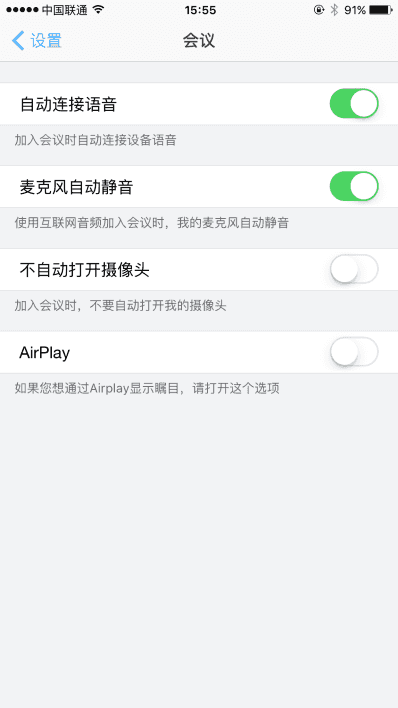 中国联通 15:55 91%
设置 会议
自动连接语音
加入会议时自动连接设备语音
麦克风自动静音
使用互联网音频加入会议时，我的麦克风自动静音
不自动打开摄像头
加入会议时，不要自动打开我的摄像头
AirPlay
如果您想通过Airplay显示瞩目，请打开这个选项